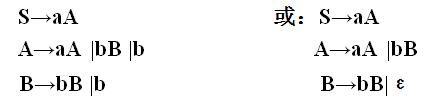 S→aA 或：S→aA
A→aA |bB |b A→aA |bB
B→bB |b B→bB| ε